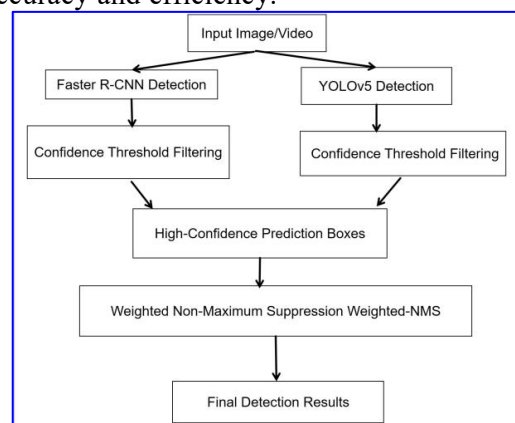 accuracy and efficiency.
Input Image/Video
Faster R-CNN Detection
YOLOv5 Detection
Confidence Threshold Filtering
Confidence Threshold Filtering
High-Confidence Prediction Boxes
Weighted Non-Maximum Suppression Weighted-NMS
Final Detection Results